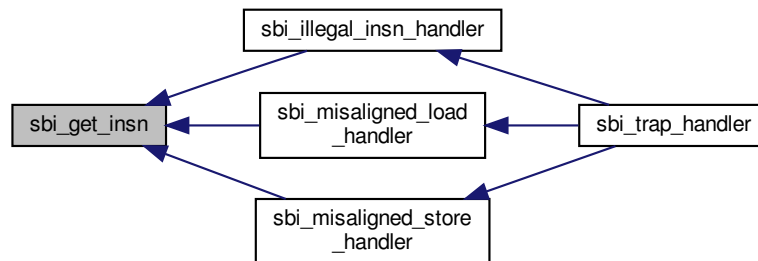 sbi_illegal_insn_handler
sbi_get_insn
sbi_misaligned_load
_handler
sbi_trap_handler
sbi_misaligned_store
_handler